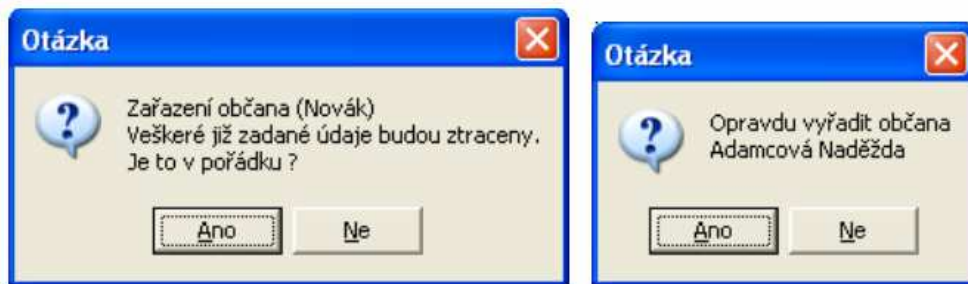 Otázka
Zařazení občana (Novák)
Veškeré již zadané údaje budou ztraceny.
Je to v pořádku ?
Ano
Ne
Otázka
Opravdu vyřadit občana
Adamcová Naděžda
Ano
Ne